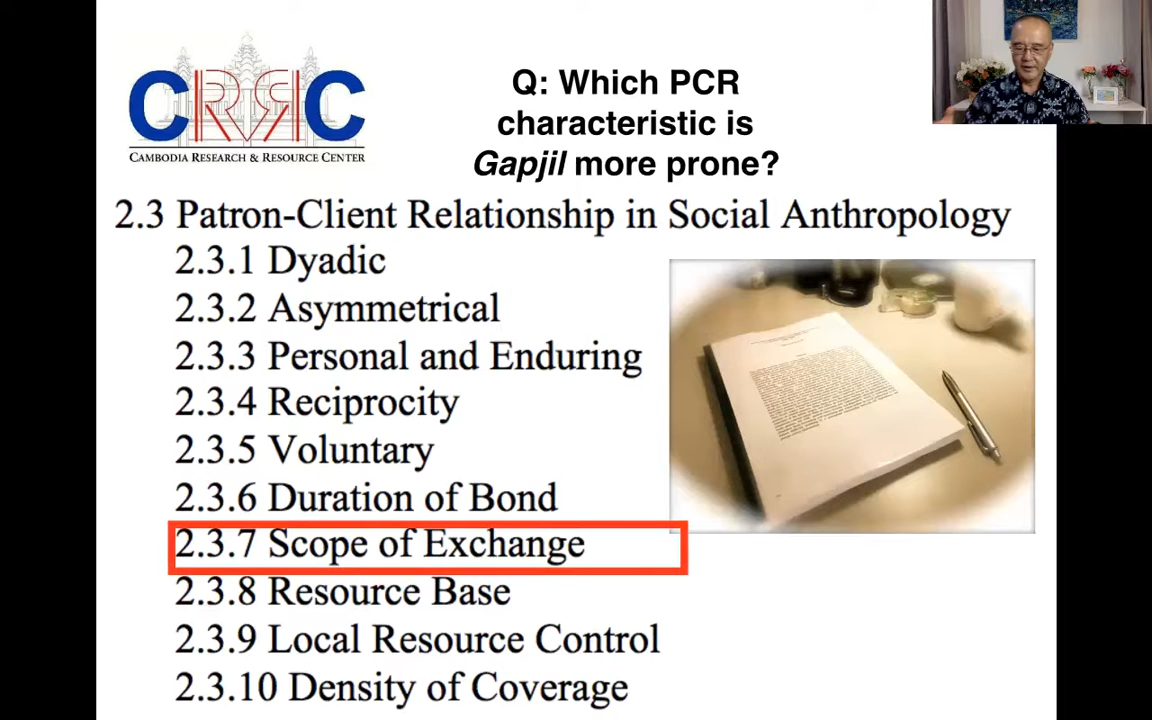 CRRC
CAMBODIA RESEARCH & RESOURCE CENTER
Q: Which PCR
characteristic is
Gapjil more prone?
2.3 Patron-Client Relationship in Social Anthropology
2.3.1 Dyadic
2.3.2 Asymmetrical
2.3.3 Personal and Enduring
2.3.4 Reciprocity
2.3.5 Voluntary
2.3.6 Duration of Bond
2.3.7 Scope of Exchange
2.3.8 Resource Base
2.3.9 Local Resource Control
2.3.10 Density of Coverage